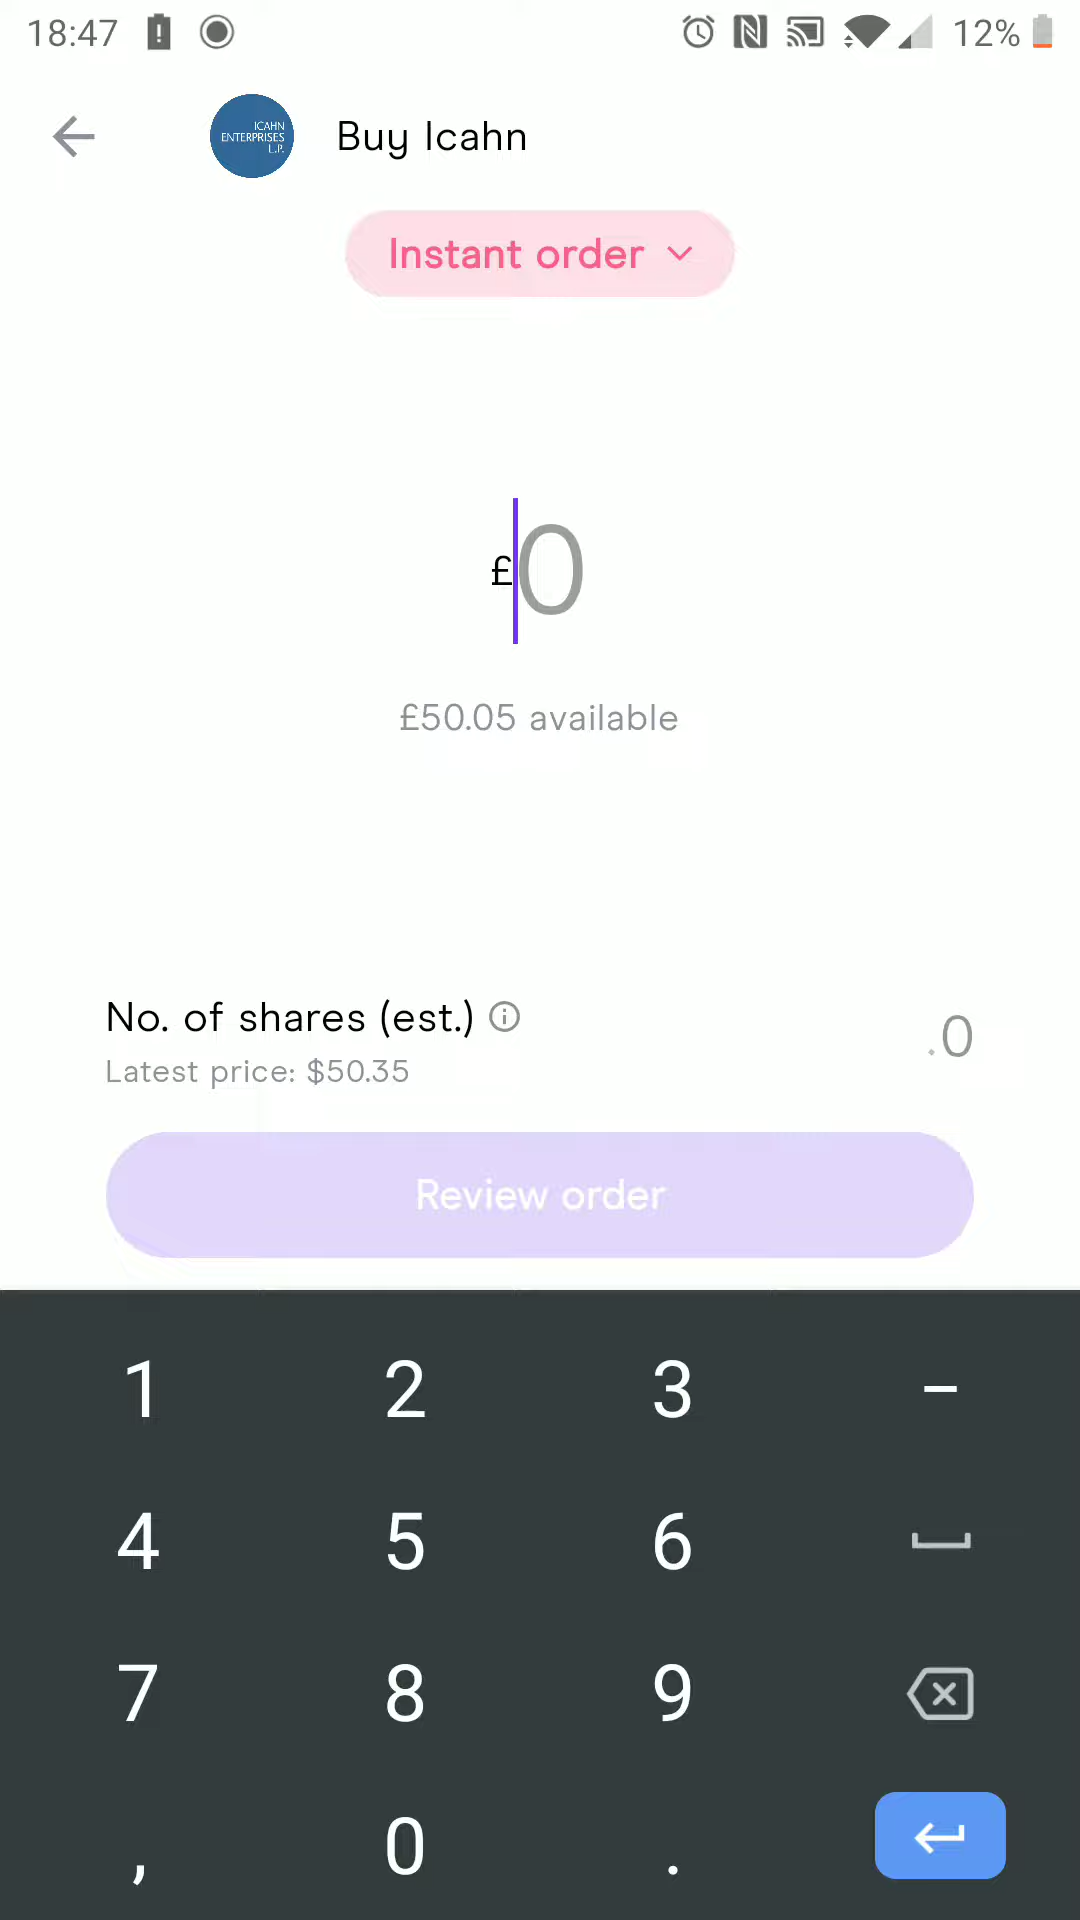 18:47
12%
ICAHN
ENTERPRISES
L.P.
Buy Icahn
Instant order
£0
£50.05 available
No. of shares (est.)
.0
Latest price: $50.35
Review order
1 2 3 -
4 5 6
7 8 9
, 0 .